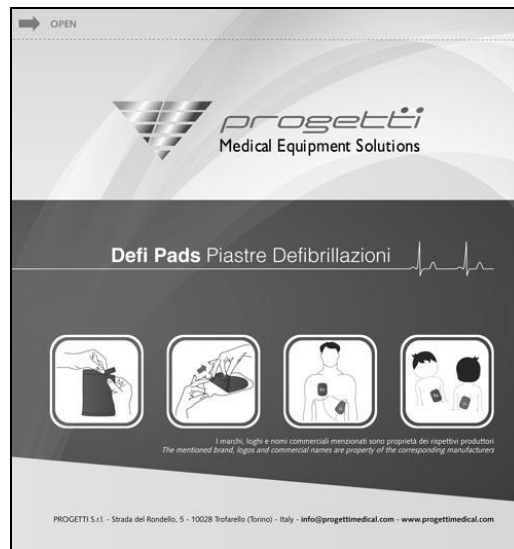 OPEN
progetti
Medical Equipment Solutions
Defi Pads Piastre Defibrillazioni
I marchi, loghi e nomi commerciali menzionati sono proprietà dei rispettivi produttori
The mentioned brand, logos and commercial names are property of the corresponding manufacturers
PROGETTI S.r.l. - Strada del Rondello, 5 - 10028 Trofarello (Torino) - Italy - info@progettimedical.com - www.progettimedical.com